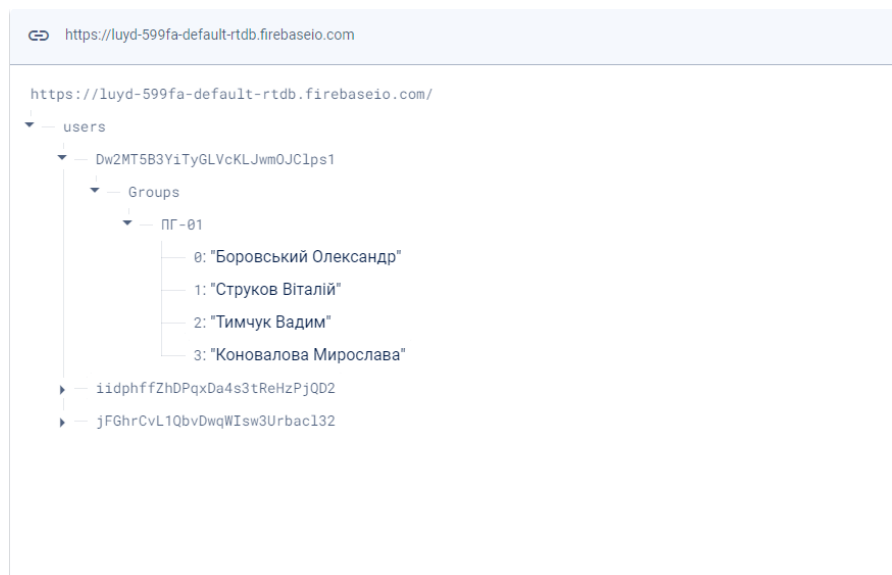 https://luyd-599fa-default-rtdb.firebaseio.com
https://luyd-599fa-default-rtdb.firebaseio.com/
users
Dw2MT5B3YiTyGLVcKLJwmOJClps1
Groups
ПГ-01
0: "Боровський Олександр"
1: "Струков Віталій"
2: "Тимчук Вадим"
3: "Коновалова Мирослава"
iidphffZhDPqxDa4s3tReHzPjQD2
jFGhrCvL1QbvDwqWIsw3Urbacl32